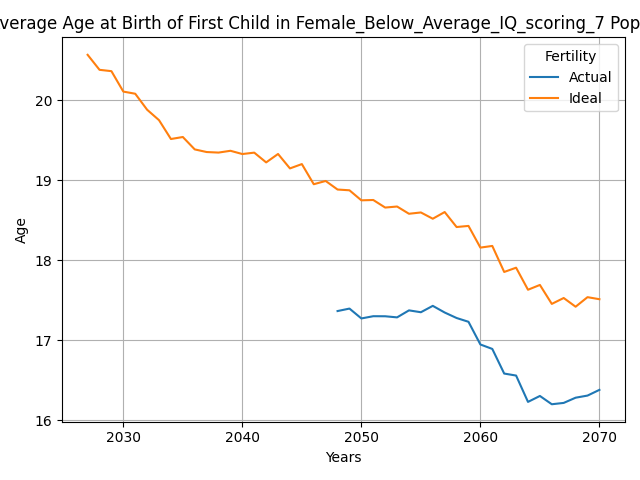 verage Age at Birth of First Child in Female_Below_Average_IQ_scoring_7 Pop
Fertility
Actual
Ideal
Age
20
19
18
17
16
2030
2040
2050
2060
2070
Years